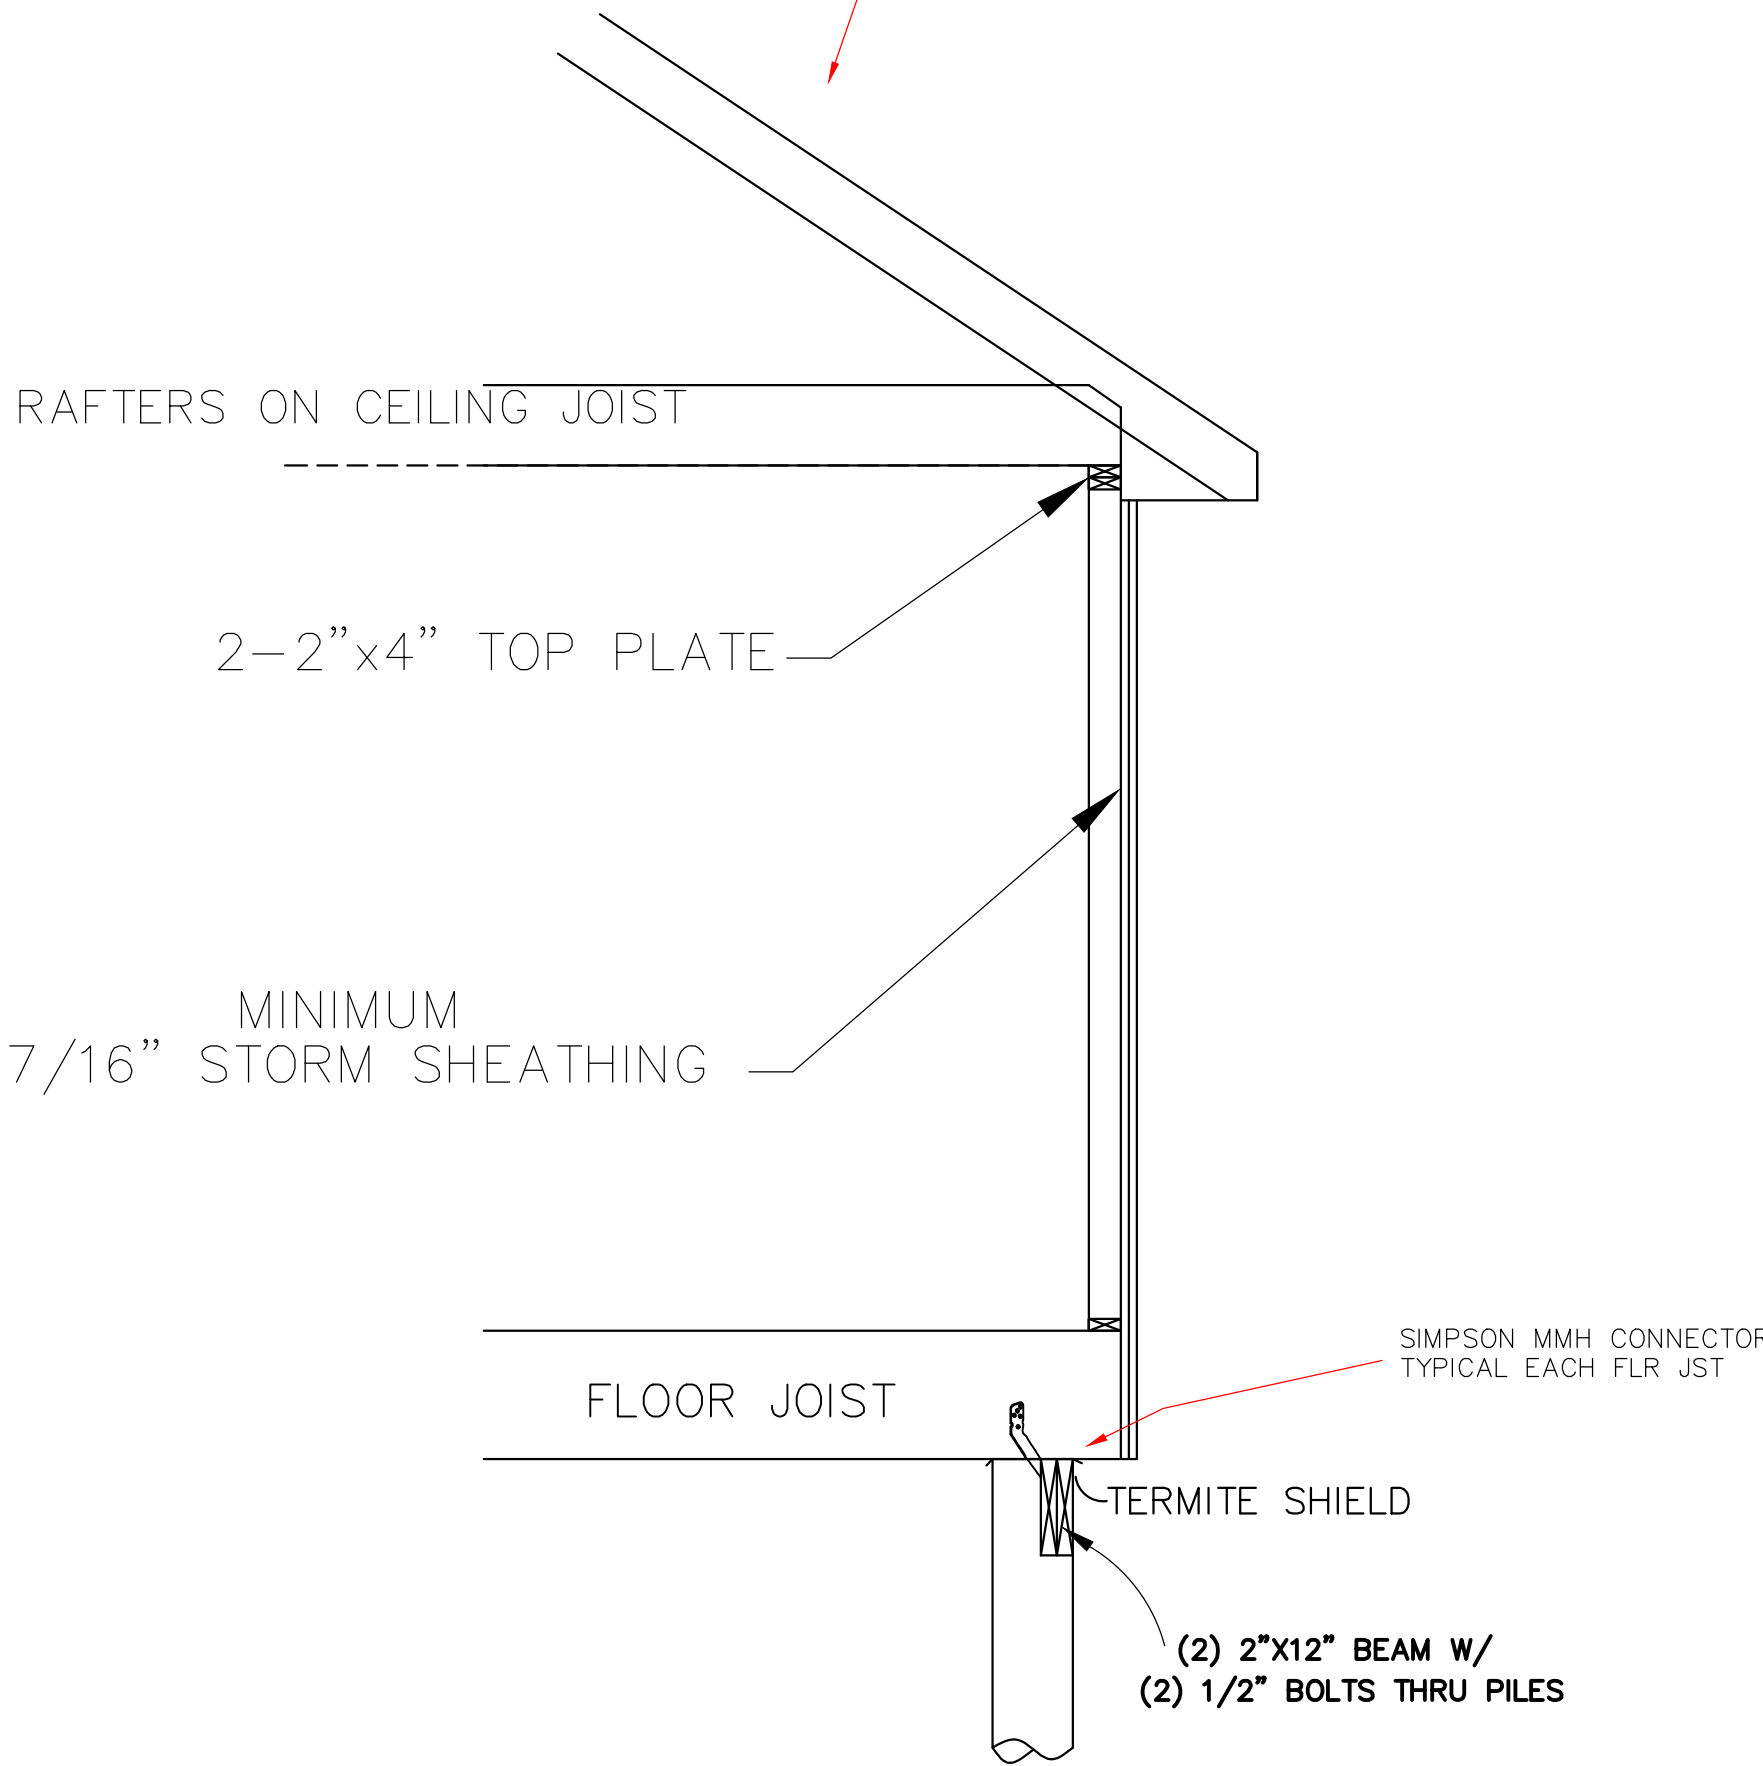 RAFTERS ON CEILING JOIST
2-2”x4” TOP PLATE
MINIMUM
7/16” STORM SHEATHING
SIMPSON MMH CONNECTOR
TYPICAL EACH FLR JST
FLOOR JOIST
TERMITE SHIELD
(2) 2”X12” BEAM W/
(2) 1/2” BOLTS THRU PILES